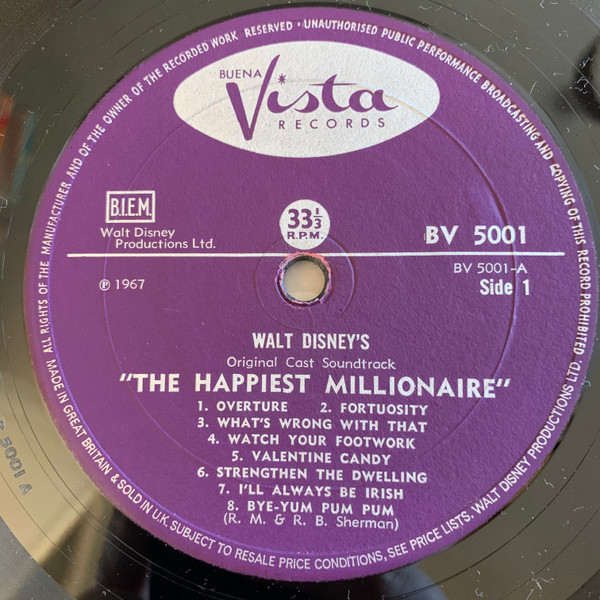 ALL RIGHTS OF THE MANUFACTURER AND OF THE OWNER OF THE RECORDED WORK RESERVED · UNAUTHORISED PUBLIC PERFORMANCE BROADCASTING AND COPYING OF THIS RECORD PROHIBITED
BUENA
Vista
RECORDS
B.I.E.M.
Walt Disney
Productions Ltd.
33 1/3
R.P.M.
BV 5001
℗ 1967
BV 5001-A
Side 1
WALT DISNEY'S
Original Cast Soundtrack
"THE HAPPIEST MILLIONAIRE"
1. OVERTURE 2. FORTUOSITY
3. WHAT'S WRONG WITH THAT
4. WATCH YOUR FOOTWORK
5. VALENTINE CANDY
6. STRENGTHEN THE DWELLING
7. I'LL ALWAYS BE IRISH
8. BYE-YUM PUM PUM
(R. M. & R. B. Sherman)
MADE IN GREAT BRITAIN & SOLD IN U.K. SUBJECT TO RESALE PRICE CONDITIONS, SEE PRICE LISTS. WALT DISNEY PRODUCTIONS LTD.
5001 A